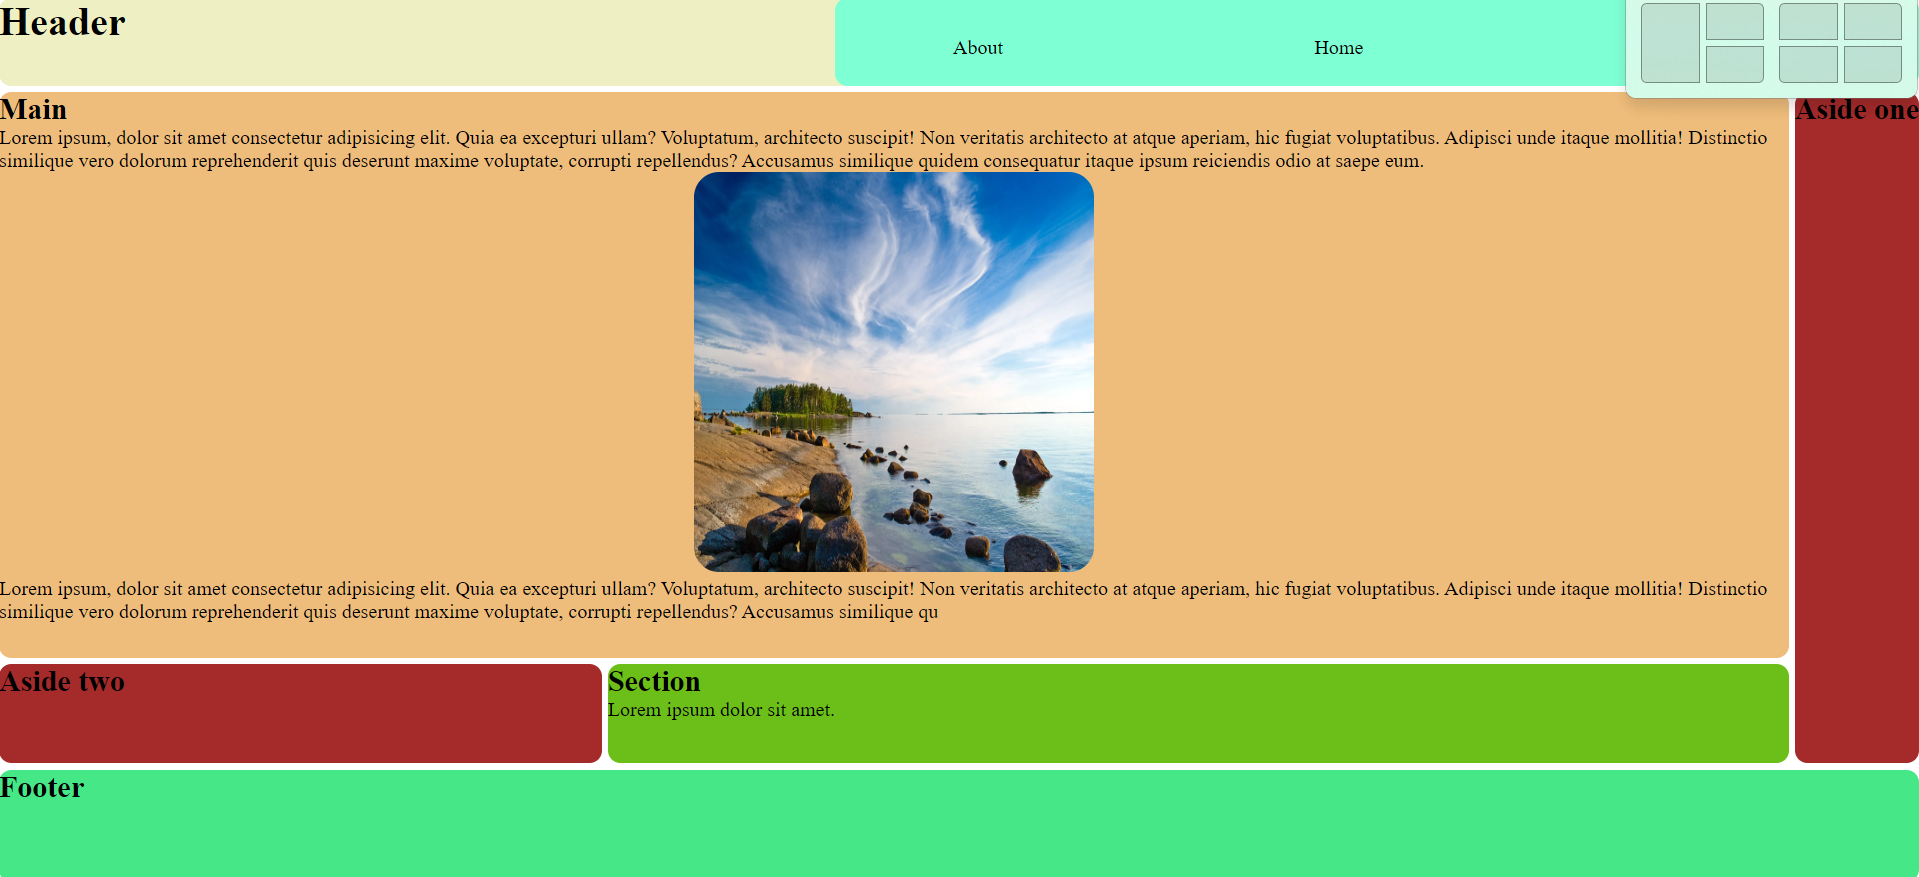 Header
About
Home
Main
Aside one
Lorem ipsum, dolor sit amet consectetur adipisicing elit. Quia ea excepturi ullam? Voluptatum, architecto suscipit! Non veritatis architecto at atque aperiam, hic fugiat voluptatibus. Adipisci unde itaque mollitia! Distinctio
similique vero dolorum reprehenderit quis deserunt maxime voluptate, corrupti repellendus? Accusamus similique quidem consequatur itaque ipsum reiciendis odio at saepe eum.
Lorem ipsum, dolor sit amet consectetur adipisicing elit. Quia ea excepturi ullam? Voluptatum, architecto suscipit! Non veritatis architecto at atque aperiam, hic fugiat voluptatibus. Adipisci unde itaque mollitia! Distinctio
similique vero dolorum reprehenderit quis deserunt maxime voluptate, corrupti repellendus? Accusamus similique qu
Aside two
Section
Lorem ipsum dolor sit amet.
Footer